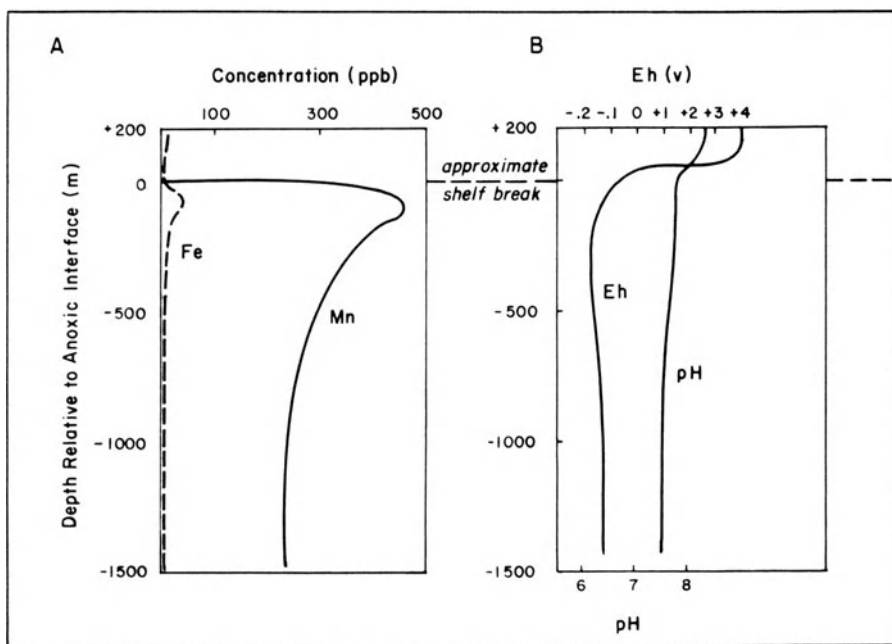 A
Concentration (ppb)
100 300 500
+200
0
-500
-1000
-1500
Depth Relative to Anoxic Interface (m)
Fe
Mn
approximate
shelf break
B
Eh (v)
-.2 -.1 0 +1 +2 +3 +4
+200
0
-500
-1000
-1500
Eh
pH
6 7 8
pH